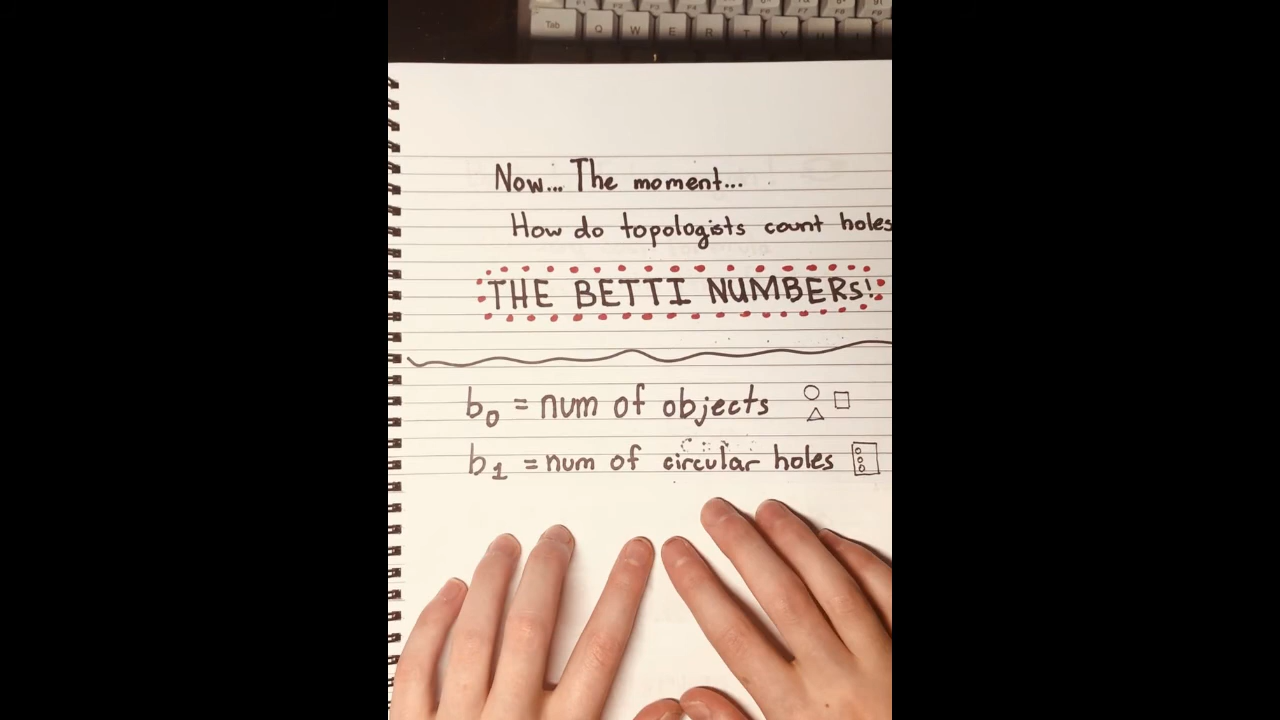 Tab Q W E R T Y U
Now... The moment...
How do topologists count holes
THE BETTI NUMBERS!
b0 = num of objects
b1 = num of circular holes